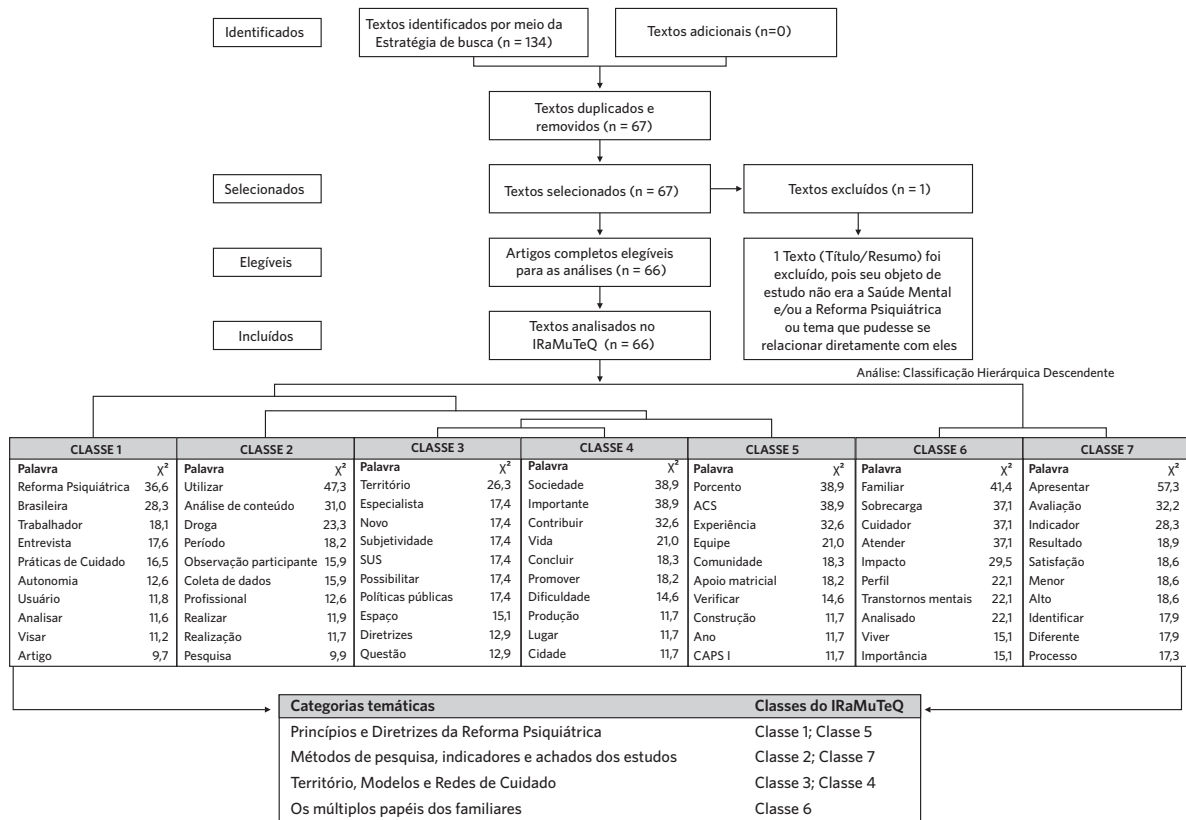 Identificados
Textos identificados por meio da
Estratégia de busca (n = 134)
Textos adicionais (n=0)
Textos duplicados e
removidos (n = 67)
Selecionados
Textos selecionados (n = 67)
Textos excluídos (n = 1)
Elegíveis
Artigos completos elegíveis
para as análises (n = 66)
1 Texto (Título/Resumo) foi
excluído, pois seu objeto de
estudo não era a Saúde Mental
e/ou a Reforma Psiquiátrica
ou tema que pudesse se
relacionar diretamente com eles
Incluídos
Textos analisados no
IRaMuTeQ (n = 66)
Análise: Classificação Hierárquica Descendente
CLASSE 1
Palavra χ²
Reforma Psiquiátrica 36,6
Brasileira 28,3
Trabalhador 18,1
Entrevista 17,6
Práticas de Cuidado 16,5
Autonomia 12,6
Usuário 11,8
Analisar 11,6
Visar 11,2
Artigo 9,7
CLASSE 2
Palavra χ²
Utilizar 47,3
Análise de conteúdo 31,0
Droga 23,3
Período 18,2
Observação participante 15,9
Coleta de dados 15,9
Profissional 12,6
Realizar 11,9
Realização 11,7
Pesquisa 9,9
CLASSE 3
Palavra χ²
Território 26,3
Especialista 17,4
Novo 17,4
Subjetividade 17,4
SUS 17,4
Possibilitar 17,4
Políticas públicas 17,4
Espaço 15,1
Diretrizes 12,9
Questão 12,9
CLASSE 4
Palavra χ²
Sociedade 38,9
Importante 38,9
Contribuir 32,6
Vida 21,0
Concluir 18,3
Promover 18,2
Dificuldade 14,6
Produção 11,7
Lugar 11,7
Cidade 11,7
CLASSE 5
Palavra χ²
Porcento 38,9
ACS 38,9
Experiência 32,6
Equipe 21,0
Comunidade 18,3
Apoio matricial 18,2
Verificar 14,6
Construção 11,7
Ano 11,7
CAPS I 11,7
CLASSE 6
Palavra χ²
Familiar 41,4
Sobrecarga 37,1
Cuidador 37,1
Atender 37,1
Impacto 29,5
Perfil 22,1
Transtornos mentais 22,1
Analisado 22,1
Viver 15,1
Importância 15,1
CLASSE 7
Palavra χ²
Apresentar 57,3
Avaliação 32,2
Indicador 28,3
Resultado 18,9
Satisfação 18,6
Menor 18,6
Alto 18,6
Identificar 17,9
Diferente 17,9
Processo 17,3
Categorias temáticas Classes do IRaMuTeQ
Princípios e Diretrizes da Reforma Psiquiátrica Classe 1; Classe 5
Métodos de pesquisa, indicadores e achados dos estudos Classe 2; Classe 7
Território, Modelos e Redes de Cuidado Classe 3; Classe 4
Os múltiplos papéis dos familiares Classe 6